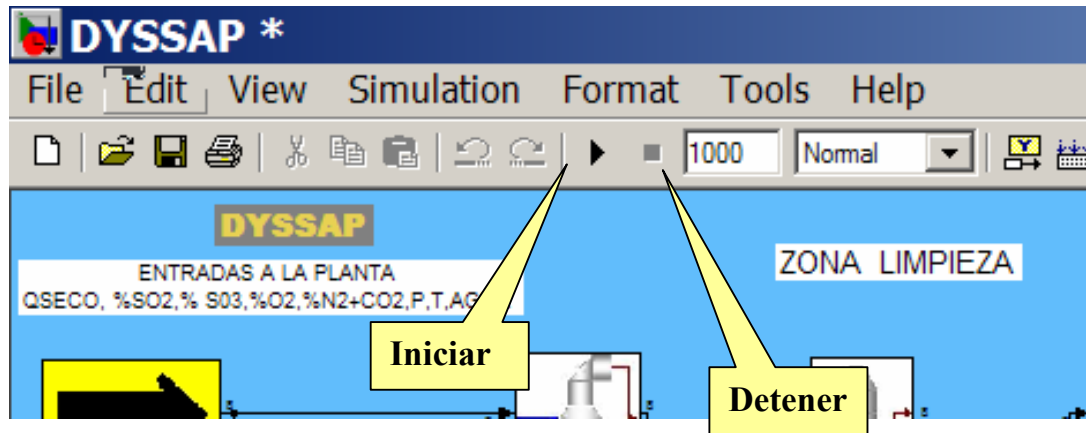 DYSSAP *
File Edit View Simulation Format Tools Help
1000 Normal
DYSSAP
ENTRADAS A LA PLANTA
QSECO, %SO2,% S03,%O2,%N2+CO2,P,T,AG
ZONA LIMPIEZA
Iniciar
Detener